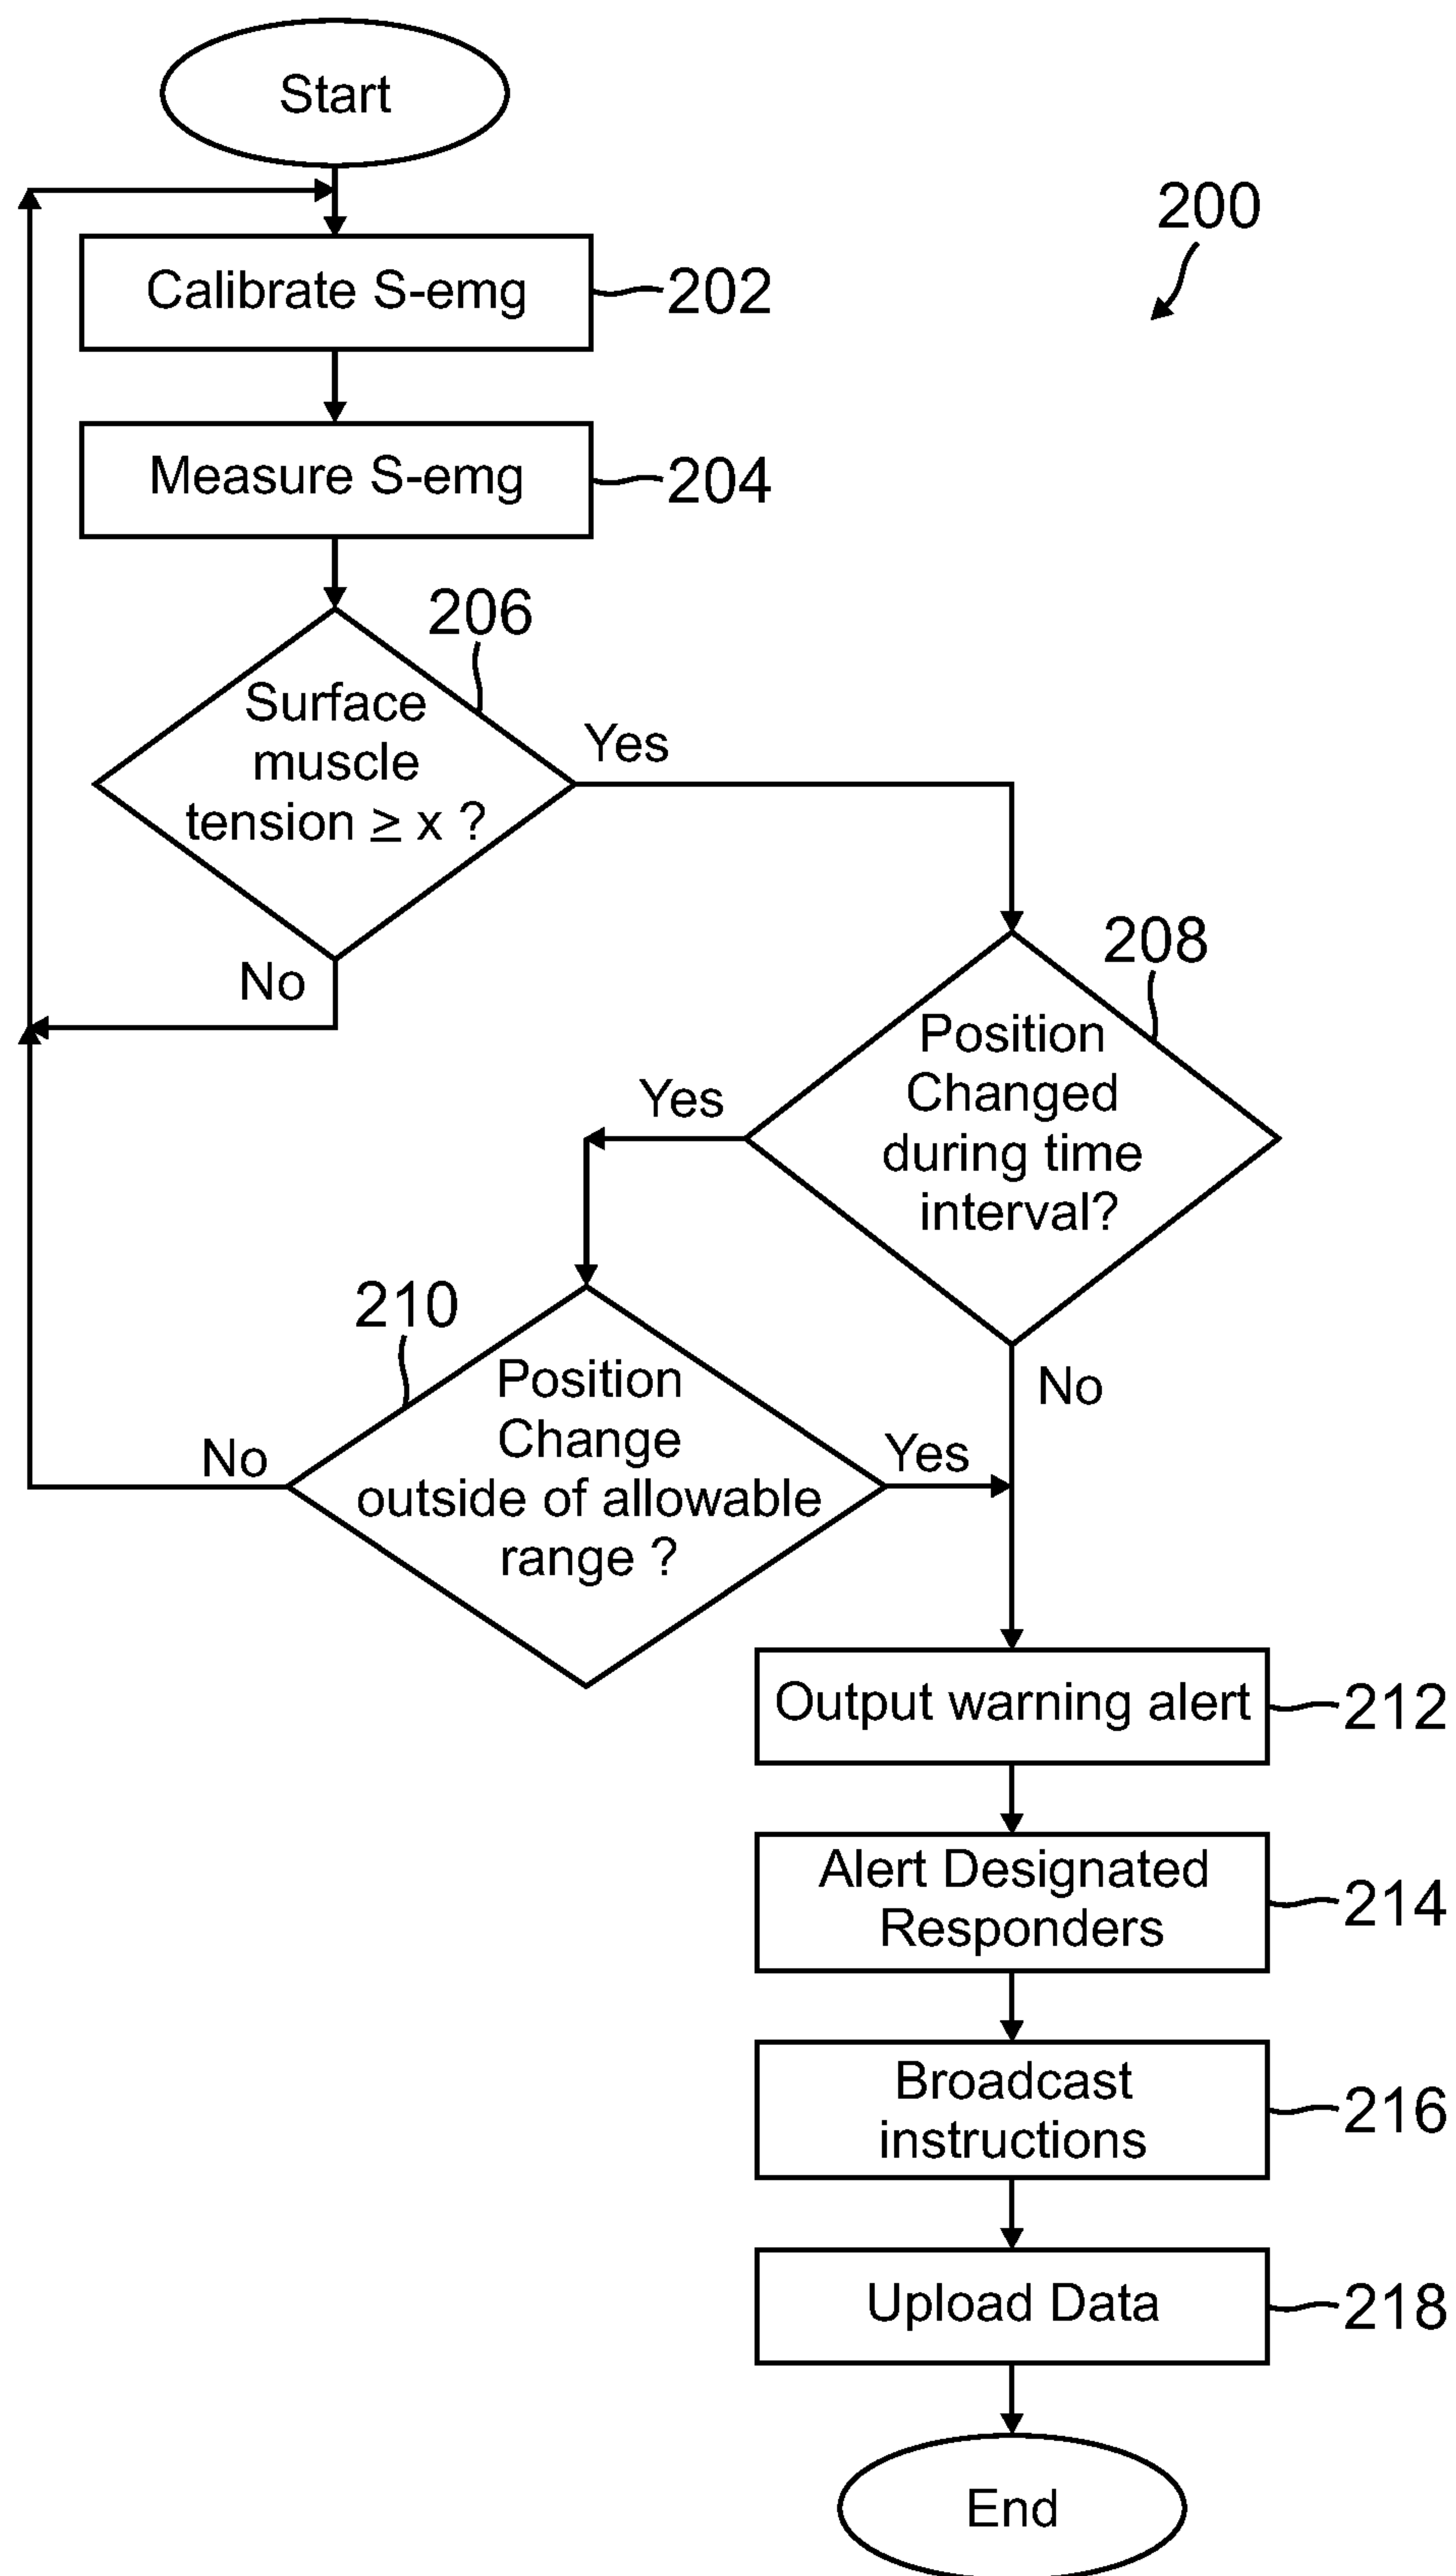 Start
200
Calibrate S-emg
202
Measure S-emg
204
206
Surface
muscle
tension ≥ x ?
Yes
No
208
Position
Changed
during time
interval?
Yes
No
210
Position
Change
outside of allowable
range ?
No
Yes
Output warning alert
212
Alert Designated
Responders
214
Broadcast
instructions
216
Upload Data
218
End